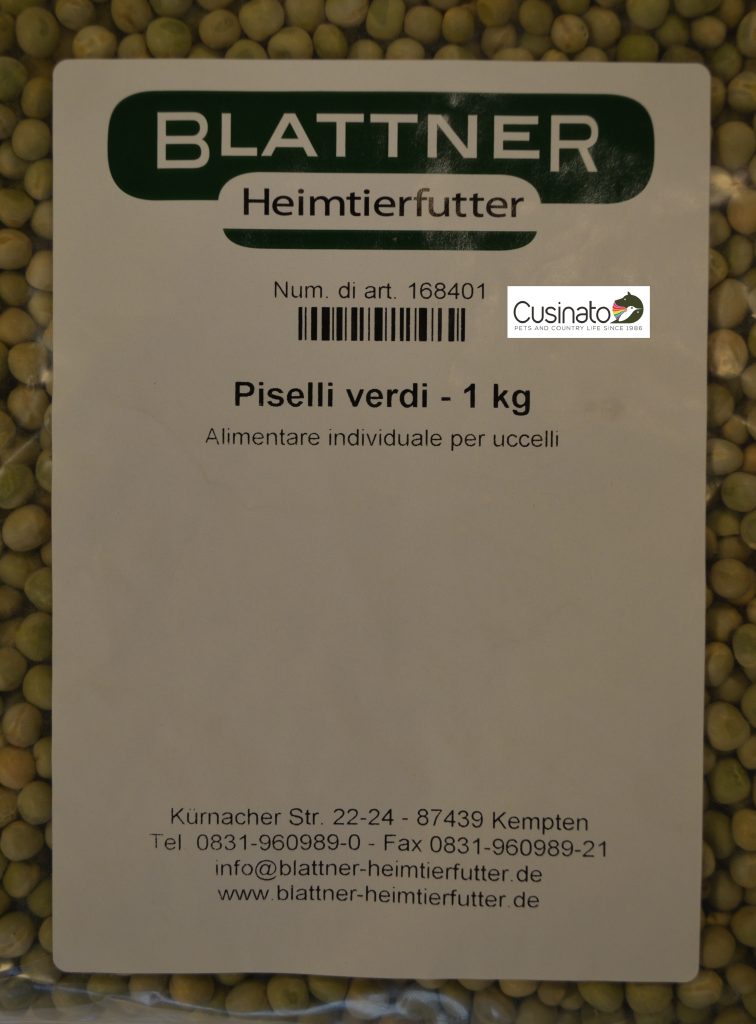 BLATTNER
Heimtierfutter
Num. di art. 168401
Cusinato
PETS AND COUNTRY LIFE SINCE 1986
Piselli verdi - 1 kg
Alimentare individuale per uccelli
Kürnacher Str. 22-24 - 87439 Kempten
Tel 0831-960989-0 - Fax 0831-960989-21
info@blattner-heimtierfutter.de
www.blattner-heimtierfutter.de